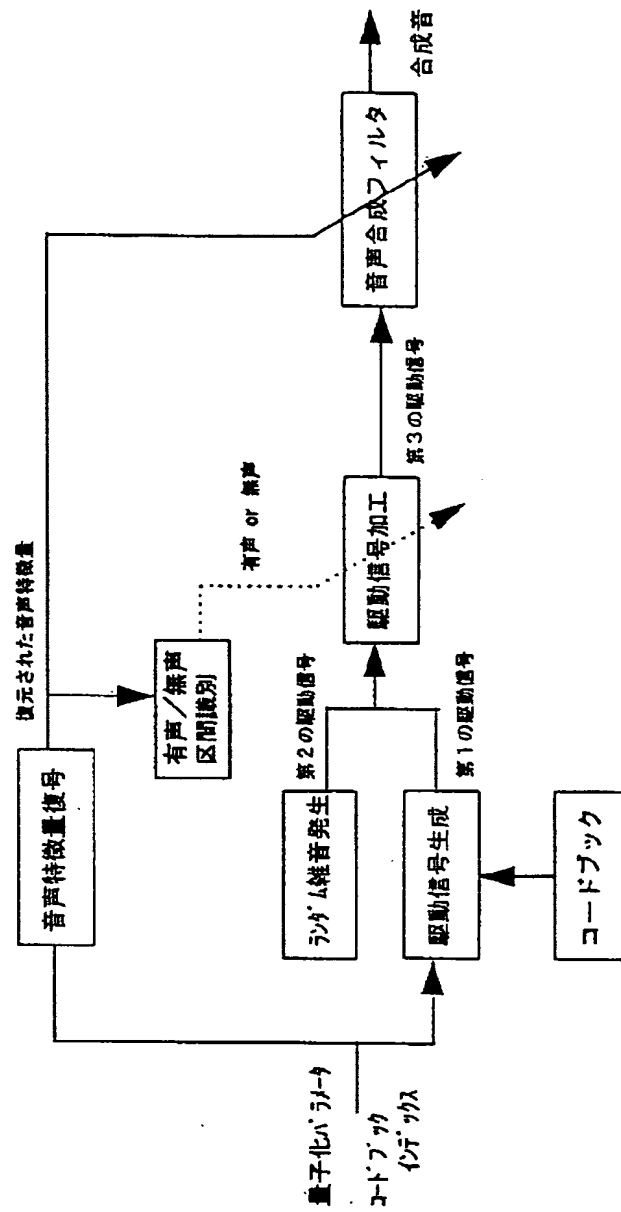 量子化パラメータ
コードブック
インデックス
音声特徴量復号
復元された音声特徴量
有声／無声
区間識別
有声 or 無声
ランダム雑音発生
第2の駆動信号
駆動信号生成
第1の駆動信号
コードブック
駆動信号加工
第3の駆動信号
音声合成フィルタ
合成音